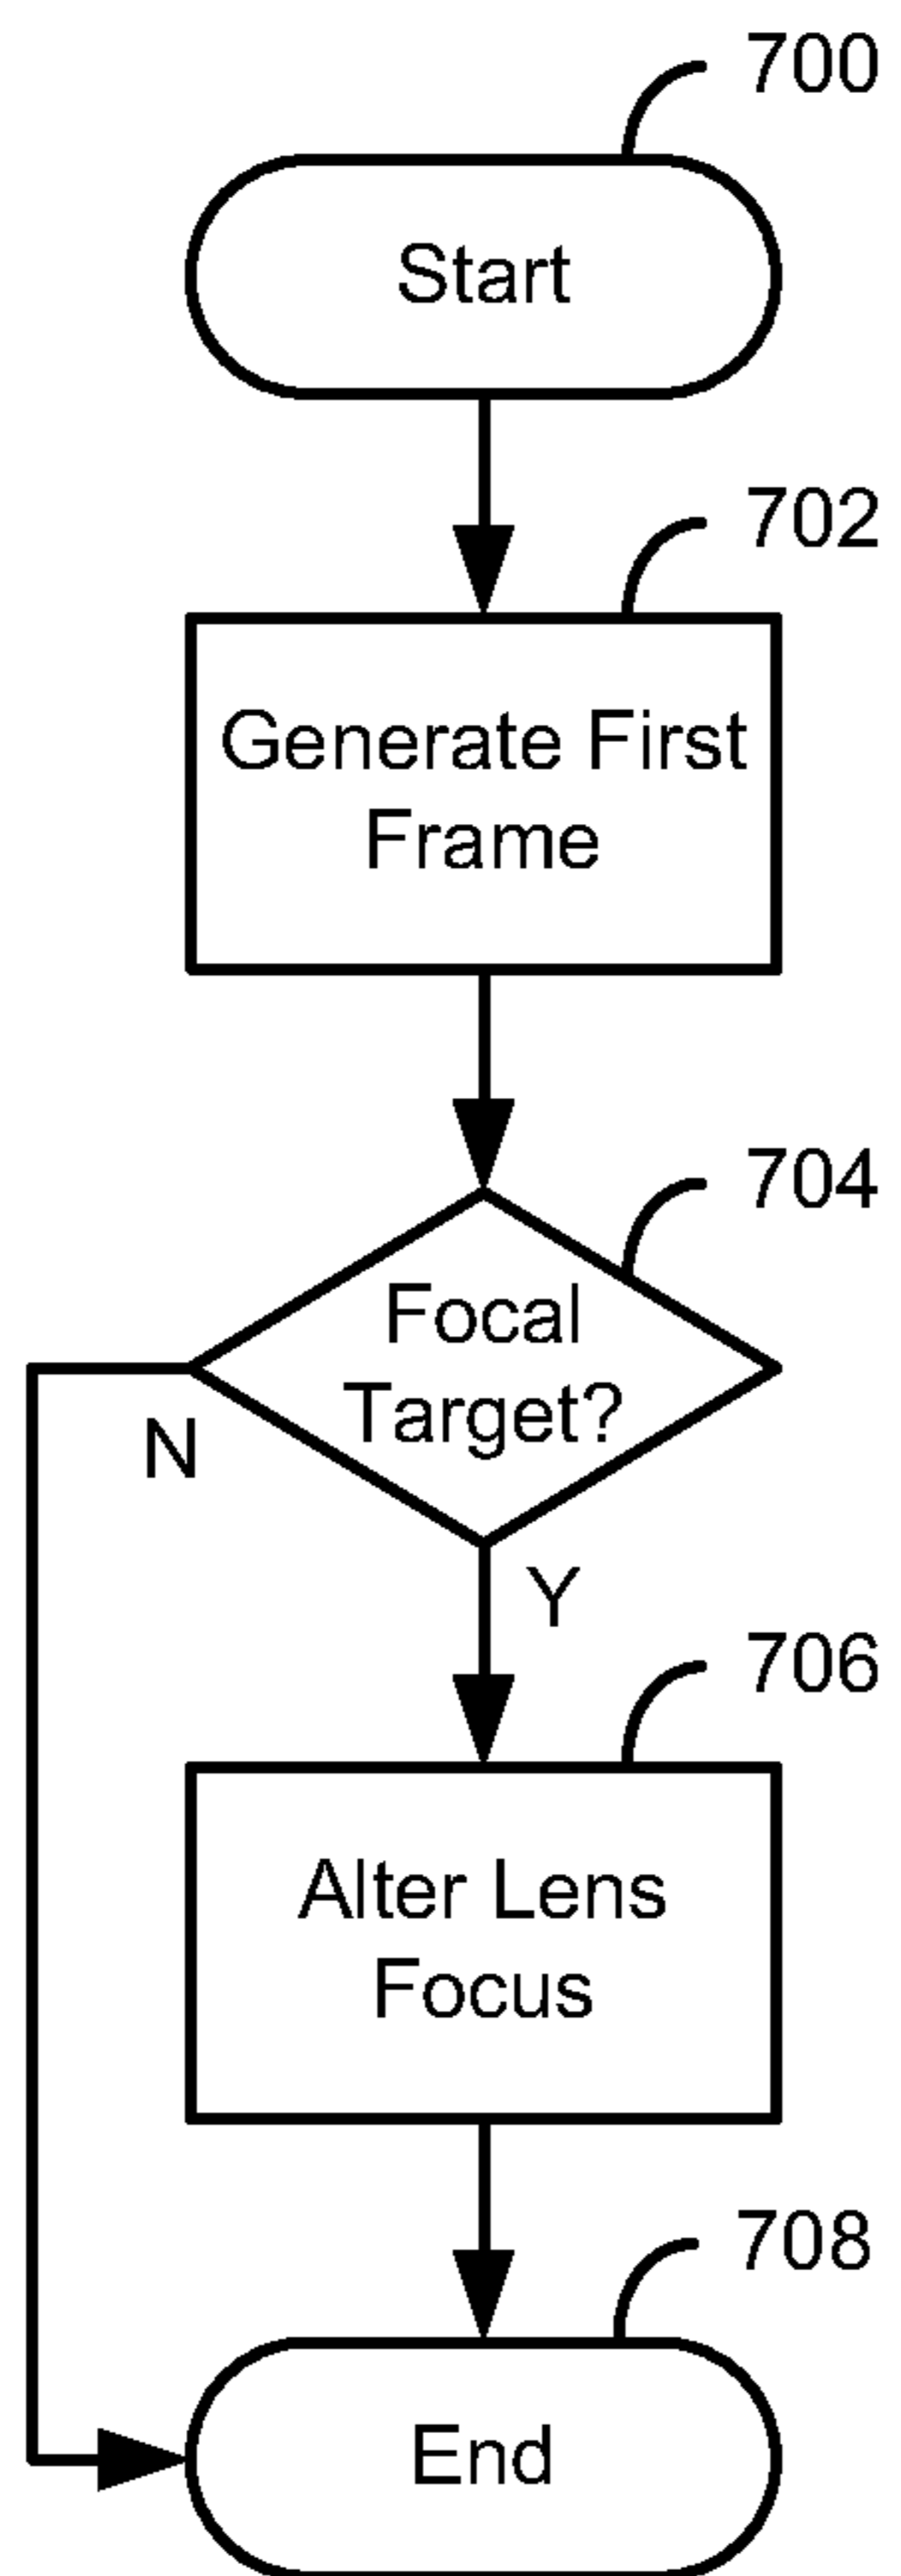 700
Start
702
Generate First
Frame
704
Focal
Target?
N
Y
706
Alter Lens
Focus
708
End